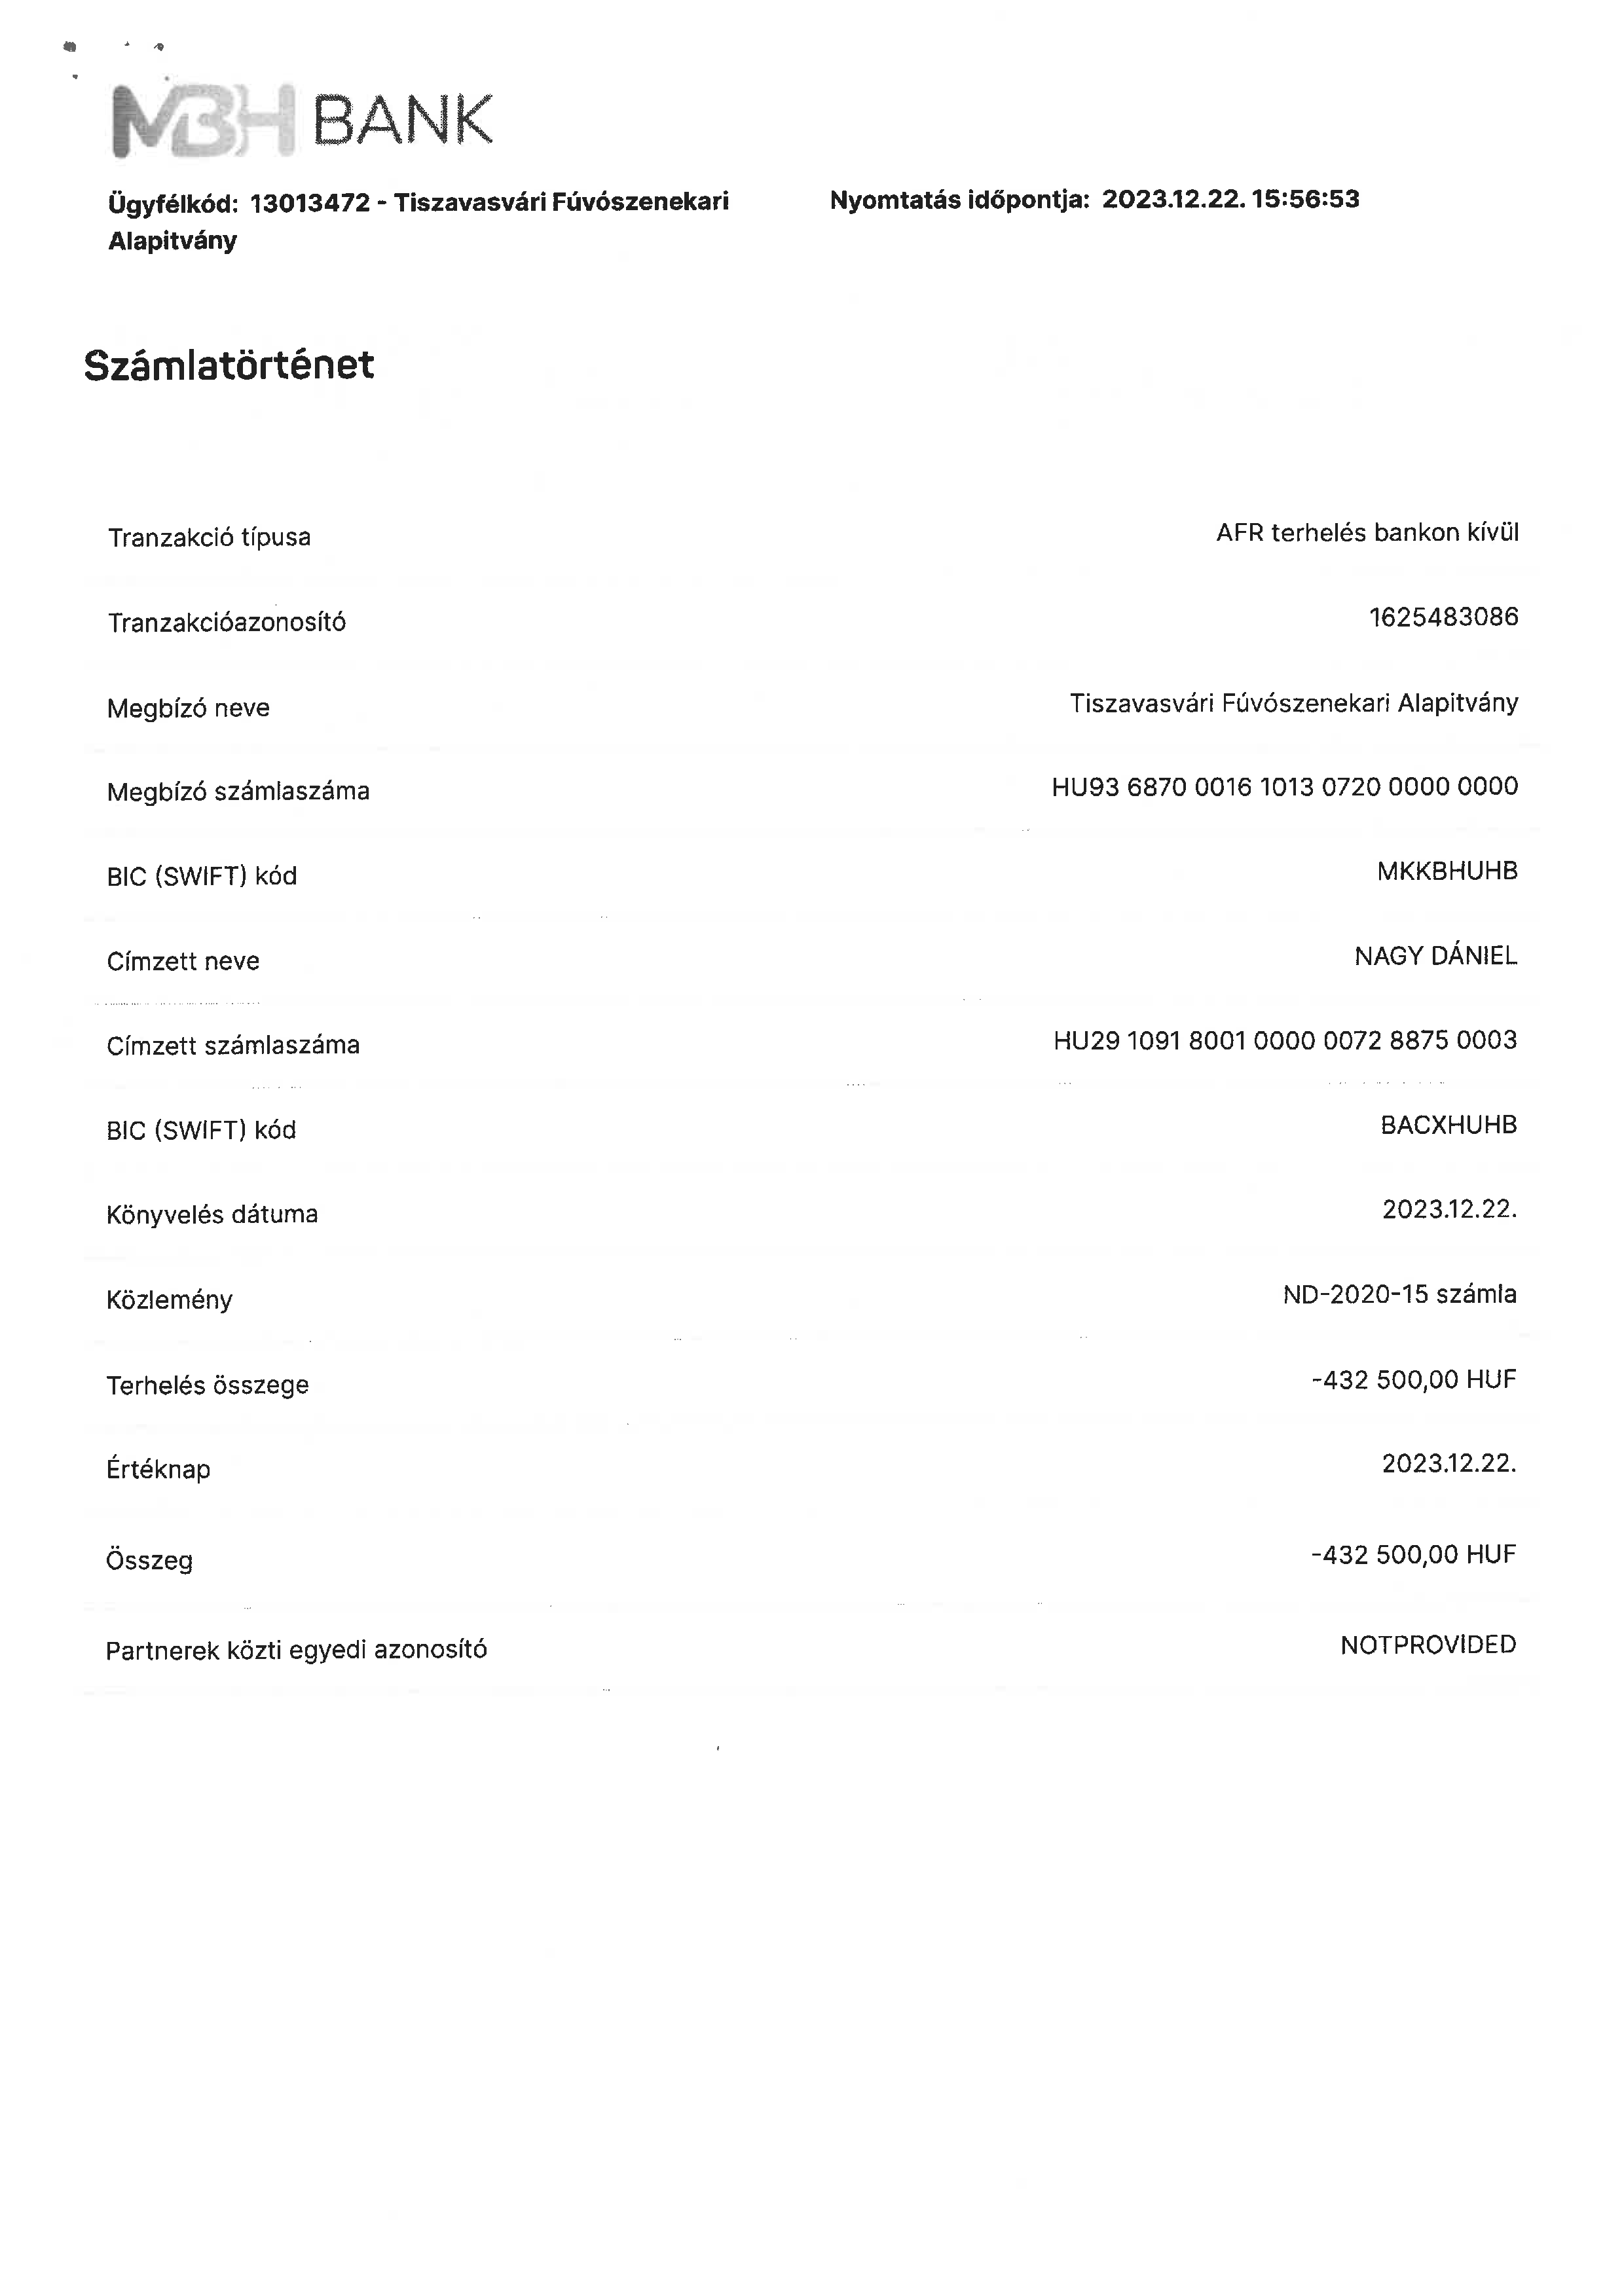 MBH BANK
Ügyfélkód: 13013472 - Tiszavasvári Fúvószenekari
Alapitvány
Nyomtatás időpontja: 2023.12.22. 15:56:53
Számlatörténet
Tranzakció típusa AFR terhelés bankon kívül
Tranzakcióazonosító 1625483086
Megbízó neve Tiszavasvári Fúvószenekari Alapitvány
Megbízó számlaszáma HU93 6870 0016 1013 0720 0000 0000
BIC (SWIFT) kód MKKBHUHB
Címzett neve NAGY DÁNIEL
Címzett számlaszáma HU29 1091 8001 0000 0072 8875 0003
BIC (SWIFT) kód BACXHUHB
Könyvelés dátuma 2023.12.22.
Közlemény ND-2020-15 számla
Terhelés összege -432 500,00 HUF
Értéknap 2023.12.22.
Összeg -432 500,00 HUF
Partnerek közti egyedi azonosító NOTPROVIDED